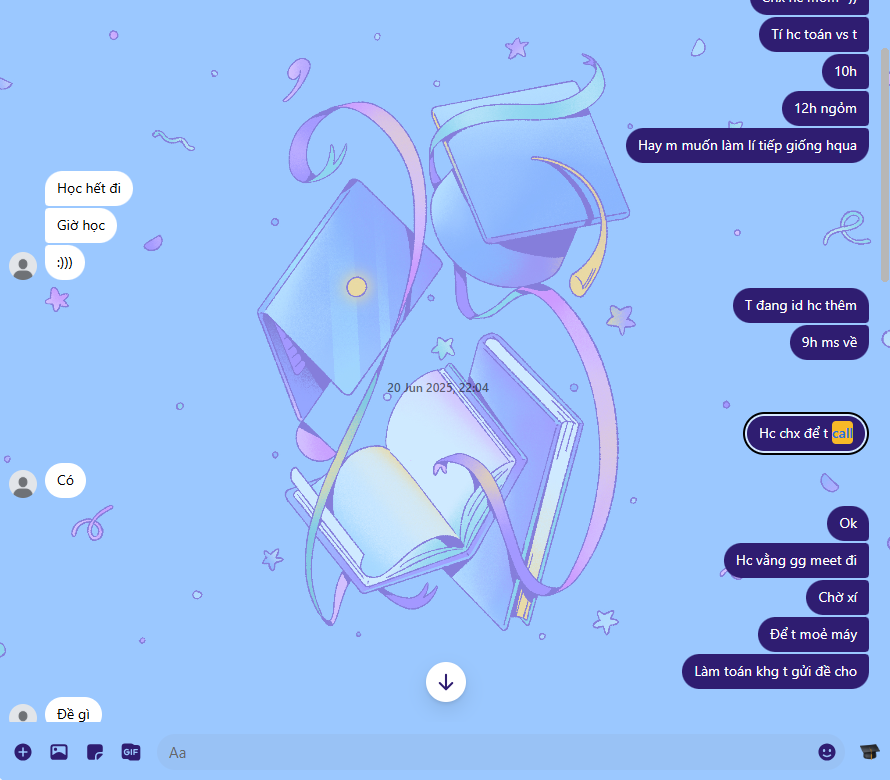 Tí hc toán vs t
10h
12h ngỏm
Hay m muốn làm lí tiếp giống hqua
Học hết đi
Giờ học
:)))
T đang id hc thêm
9h ms về
20 Jun 2025, 22:04
Hc chx để t call
Có
Ok
Hc vằng gg meet đi
Chờ xí
Để t moẻ máy
Làm toán khg t gửi đề cho
Đề gì
GIF
Aa